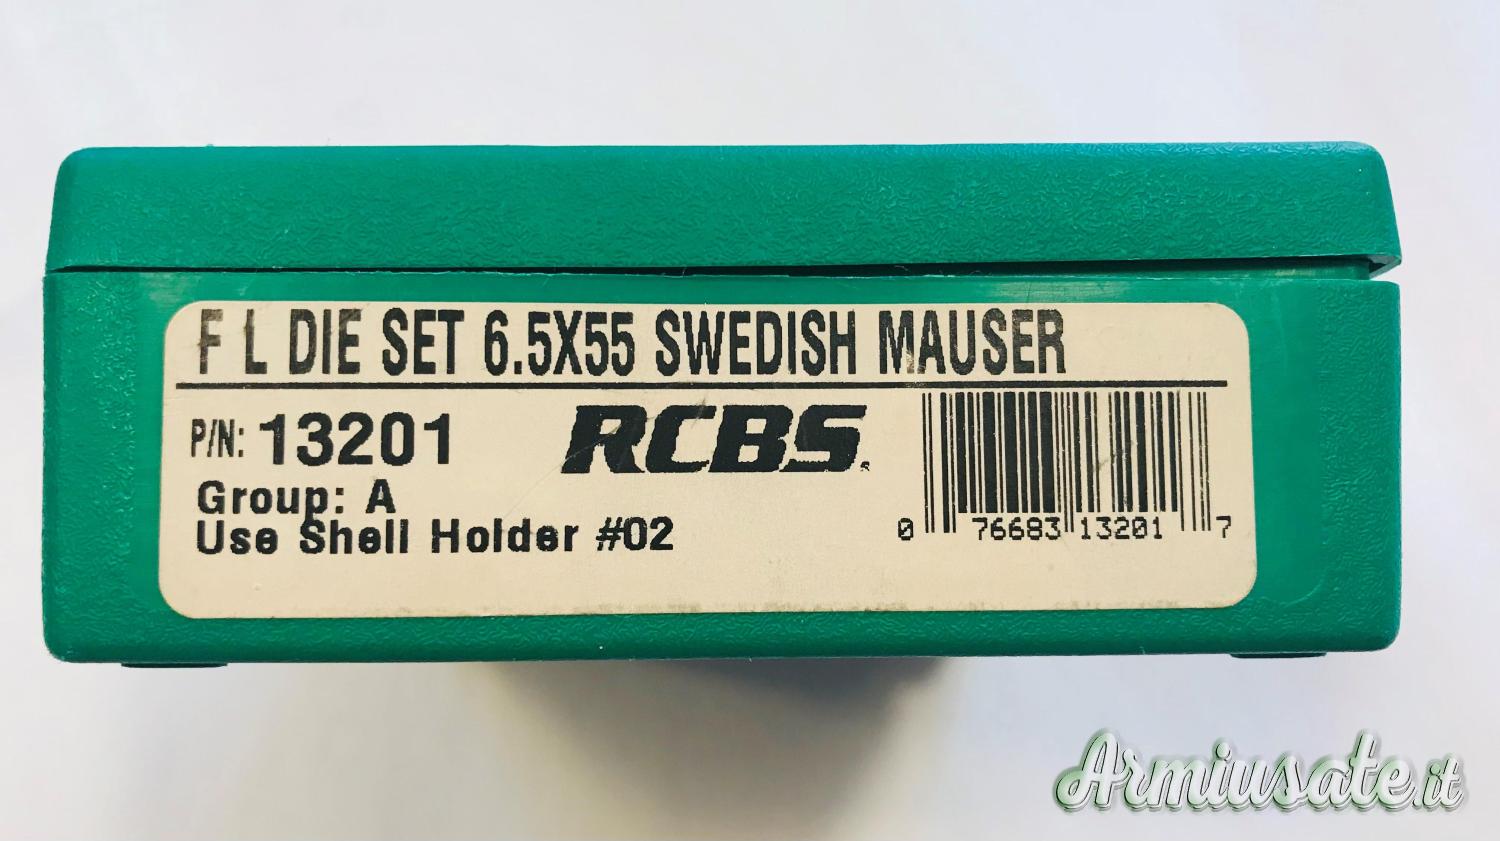 F L DIE SET 6.5X55 SWEDISH MAUSER
P/N: 13201
RCBS.
Group: A
Use Shell Holder #02
0 76683 13201 7
Armiusate.it